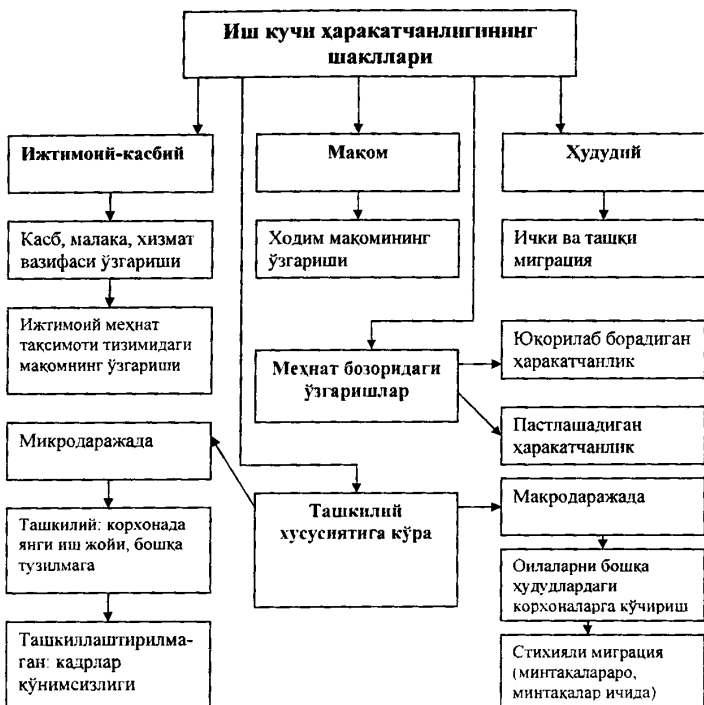 Иш кучи ҳаракатчанлигининг
шакллари
Ижтимоий-касбий
Мақом
Ҳудудий
Касб, малака, хизмат
вазифаси ўзгариши
Ходим мақомининг
ўзгариши
Ички ва ташқи
миграция
Ижтимоий меҳнат
тақсимоти тизимидаги
мақомнинг ўзгариши
Меҳнат бозоридаги
ўзгаришлар
Юқорилаб борадиган
ҳаракатчанлик
Пастлашадиган
ҳаракатчанлик
Микродаражада
Ташкилий
хусусиятига кўра
Макродаражада
Ташкилий: корхонада
янги иш жойи, бошқа
тузилмага
Оилаларни бошқа
ҳудудлардаги
корхоналарга кўчириш
Ташкиллаштирилма-
ган: кадрлар
қўнимсизлиги
Стихияли миграция
(минтақалараро,
минтақалар ичида)